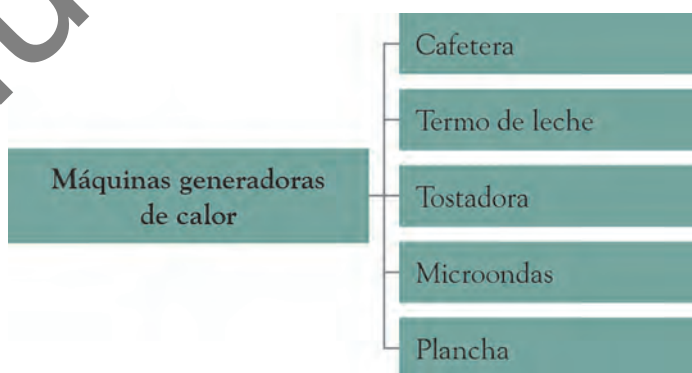 Máquinas generadoras
de calor
Cafetera
Termo de leche
Tostadora
Microondas
Plancha